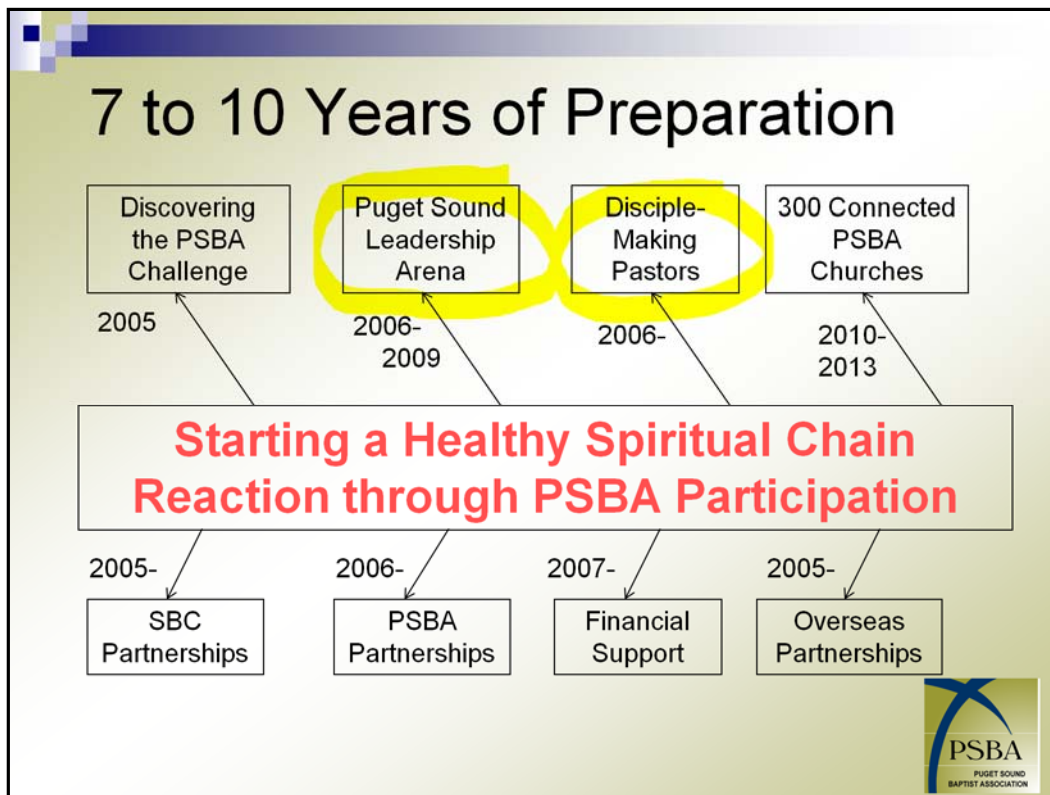 7 to 10 Years of Preparation
Discovering
the PSBA
Challenge
Puget Sound
Leadership
Arena
Disciple-
Making
Pastors
300 Connected
PSBA
Churches
2005
2006-
2009
2006-
2010-
2013
Starting a Healthy Spiritual Chain
Reaction through PSBA Participation
2005-
2006-
2007-
2005-
SBC
Partnerships
PSBA
Partnerships
Financial
Support
Overseas
Partnerships
PSBA
PUGET SOUND
BAPTIST ASSOCIATION